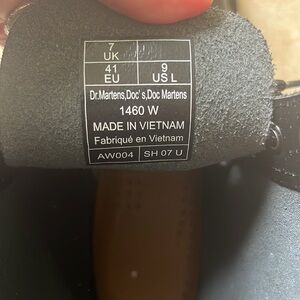 7
UK
41 9
EU US L
Dr.Martens,Doc's,Doc Martens
1460 W
MADE IN VIETNAM
Fabriqué en Vietnam
AW004 SH 07 U